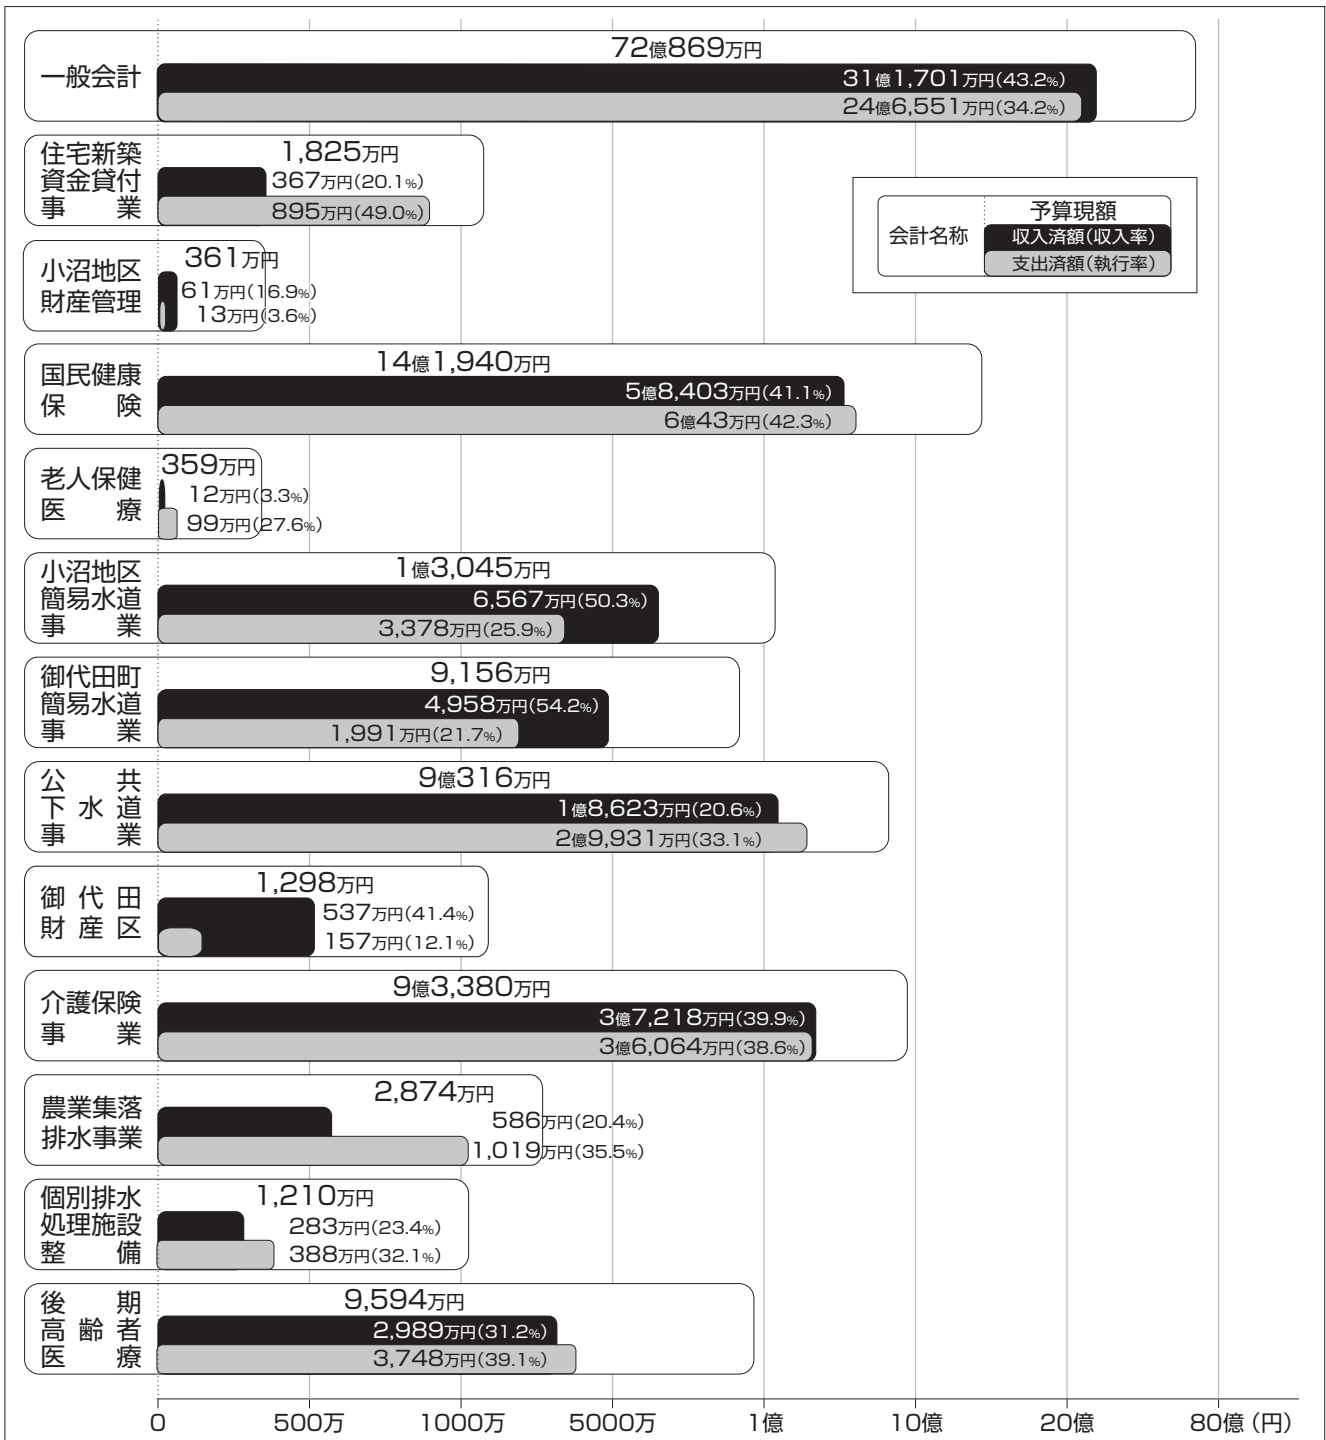 一般会計
72億869万円
31億1,701万円(43.2%)
24億6,551万円(34.2%)
住宅新築
資金貸付
事業
1,825万円
367万円(20.1%)
895万円(49.0%)
会計名称
予算現額
収入済額(収入率)
支出済額(執行率)
小沼地区
財産管理
361万円
61万円(16.9%)
13万円(3.6%)
国民健康
保険
14億1,940万円
5億8,403万円(41.1%)
6億43万円(42.3%)
老人保健
医療
359万円
12万円(3.3%)
99万円(27.6%)
小沼地区
簡易水道
事業
1億3,045万円
6,567万円(50.3%)
3,378万円(25.9%)
御代田町
簡易水道
事業
9,156万円
4,958万円(54.2%)
1,991万円(21.7%)
公共
下水道
事業
9億316万円
1億8,623万円(20.6%)
2億9,931万円(33.1%)
御代田
財産区
1,298万円
537万円(41.4%)
157万円(12.1%)
介護保険
事業
9億3,380万円
3億7,218万円(39.9%)
3億6,064万円(38.6%)
農業集落
排水事業
2,874万円
586万円(20.4%)
1,019万円(35.5%)
個別排水
処理施設
整備
1,210万円
283万円(23.4%)
388万円(32.1%)
後期
高齢者
医療
9,594万円
2,989万円(31.2%)
3,748万円(39.1%)
0 500万 1000万 5000万 1億 10億 20億 80億(円)